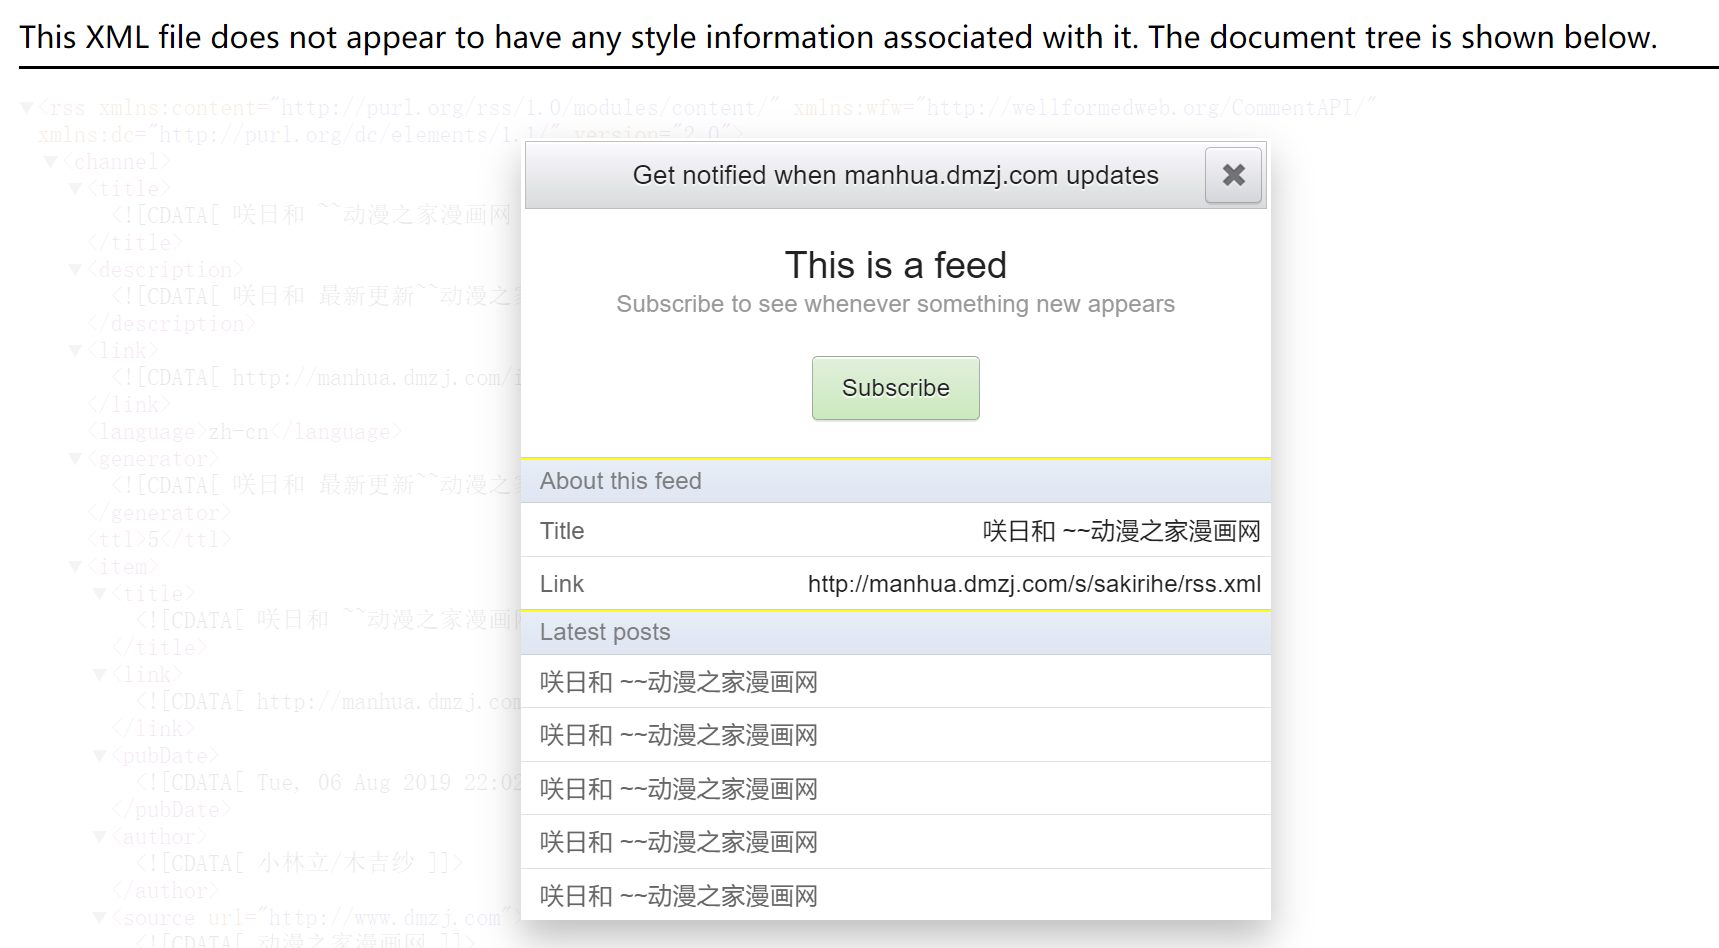 This XML file does not appear to have any style information associated with it. The document tree is shown below.
▼<rss xmlns:content="http://purl.org/rss/1.0/modules/content/" xmlns:wfw="http://wellformedweb.org/CommentAPI/"
xmlns:dc="http://purl.org/dc/elements/1.1/" version="2.0">
▼<channel>
▼<title>
<![CDATA[ 咲日和 ~~动漫之家漫画网
</title>
▼<description>
<![CDATA[ 咲日和 最新更新~~动漫之
</description>
▼<link>
<![CDATA[ http://manhua.dmzj.com/i
</link>
<language>zh-cn</language>
▼<generator>
<![CDATA[ 咲日和 最新更新~~动漫之
</generator>
<ttl>5</ttl>
▼<item>
▼<title>
<![CDATA[ 咲日和 ~~动漫之家漫画网
</title>
▼<link>
<![CDATA[ http://manhua.dmzj.com
</link>
▼<pubDate>
<![CDATA[ Tue, 06 Aug 2019 22:02
</pubDate>
▼<author>
<![CDATA[ 小林立/木吉纱 ]]>
</author>
▼<source url="http://www.dmzj.com">
<![CDATA[ 动漫之家漫画网 ]]>
Get notified when manhua.dmzj.com updates
This is a feed
Subscribe to see whenever something new appears
Subscribe
About this feed
Title 咲日和 ~~动漫之家漫画网
Link http://manhua.dmzj.com/s/sakirihe/rss.xml
Latest posts
咲日和 ~~动漫之家漫画网
咲日和 ~~动漫之家漫画网
咲日和 ~~动漫之家漫画网
咲日和 ~~动漫之家漫画网
咲日和 ~~动漫之家漫画网